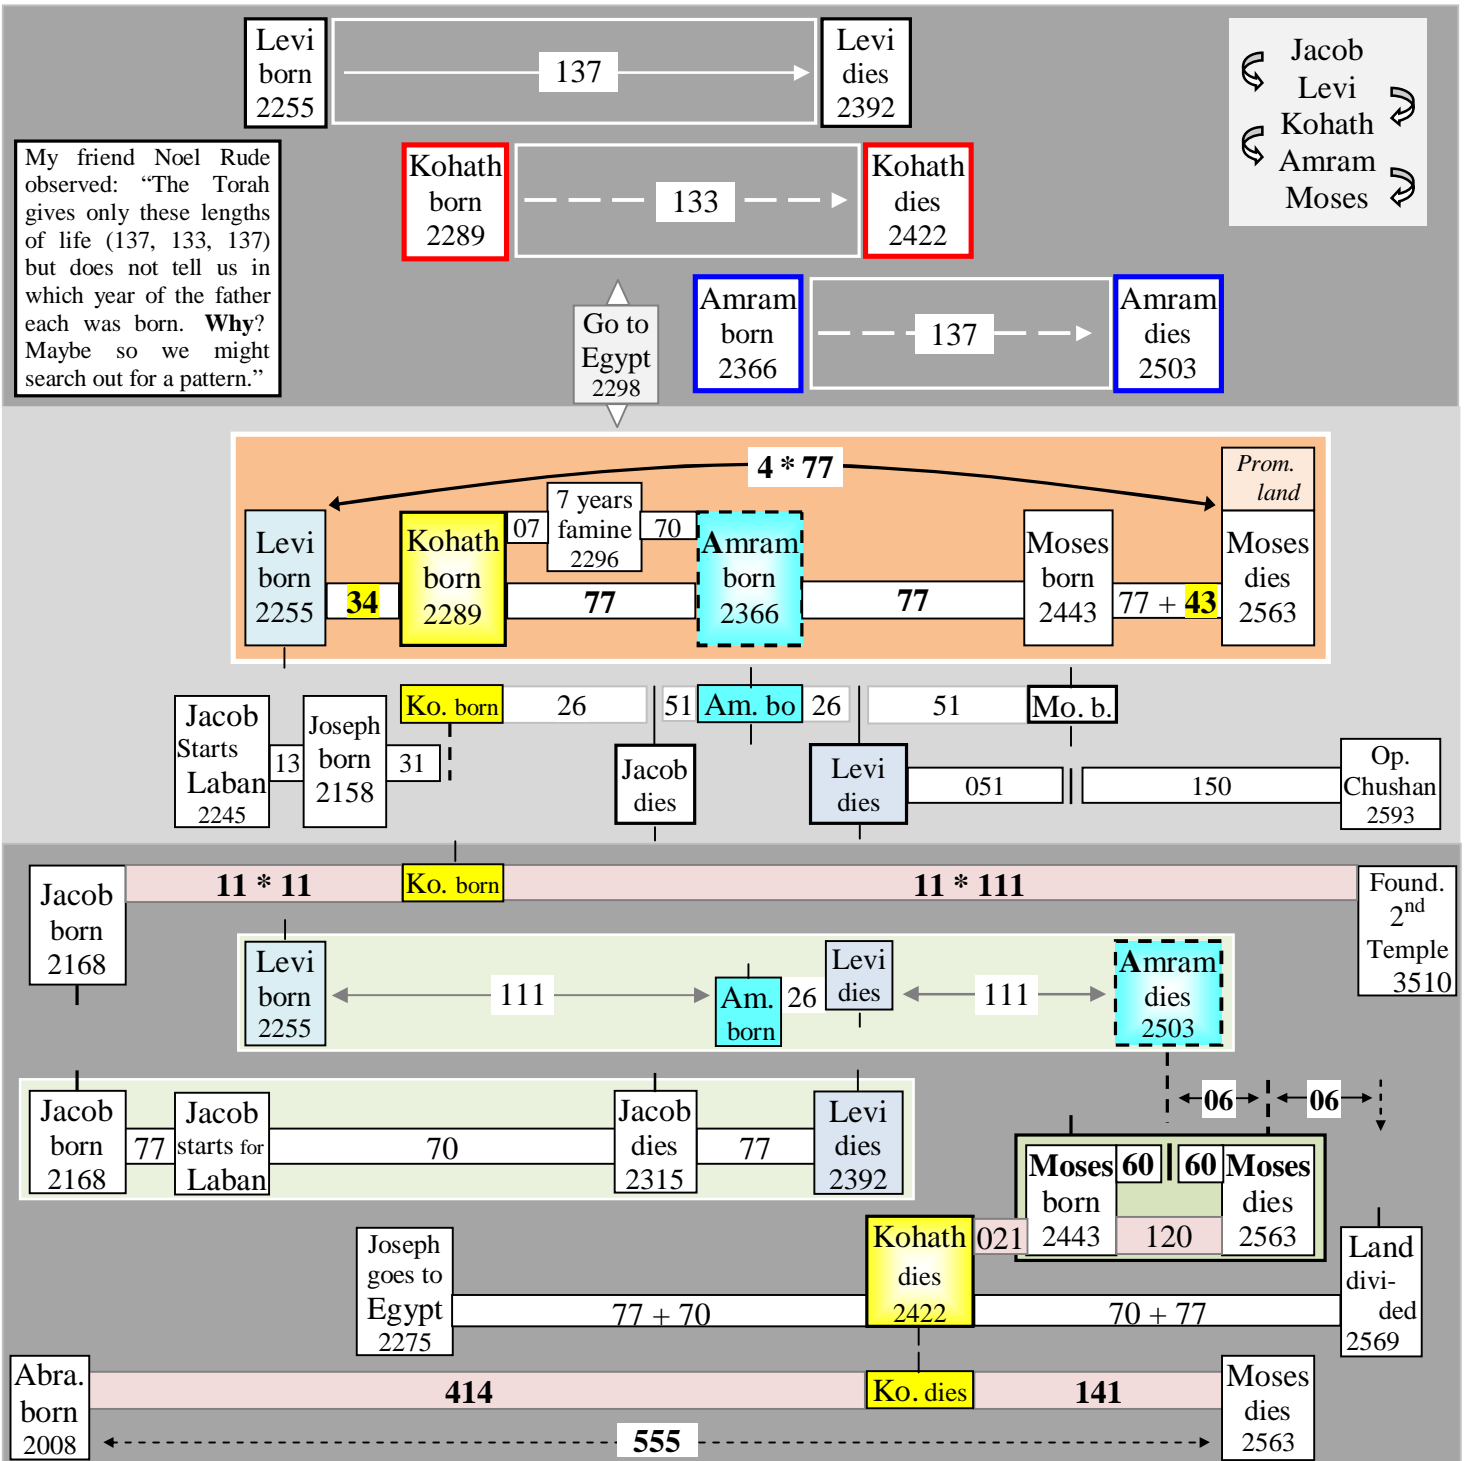 Levi
born
2255
137
Levi
dies
2392
Jacob
Levi
Kohath
Amram
Moses
My friend Noel Rude
observed: “The Torah
gives only these lengths
of life (137, 133, 137)
but does not tell us in
which year of the father
each was born. Why?
Maybe so we might
search out for a pattern.”
Kohath
born
2289
133
Kohath
dies
2422
Go to
Egypt
2298
Amram
born
2366
137
Amram
dies
2503
4 * 77
Prom.
land
Levi
born
2255
34
Kohath
born
2289
07
7 years
famine
2296
70
77
Amram
born
2366
77
Moses
born
2443
77 + 43
Moses
dies
2563
Ko. born
26
51
Am. bo
26
51
Mo. b.
Jacob
Starts
Laban
2245
13
Joseph
born
2158
31
Jacob
dies
Levi
dies
051
150
Op.
Chushan
2593
Jacob
born
2168
11 * 11
Ko. born
11 * 111
Found.
2nd
Temple
3510
Levi
born
2255
111
Am.
born
26
Levi
dies
111
Amram
dies
2503
Jacob
born
2168
77
Jacob
starts for
Laban
70
Jacob
dies
2315
77
Levi
dies
2392
06
06
Moses
born
2443
60
60
Moses
dies
2563
021
120
Joseph
goes to
Egypt
2275
77 + 70
Kohath
dies
2422
70 + 77
Land
divi-
ded
2569
Abra.
born
2008
414
Ko. dies
141
Moses
dies
2563
555